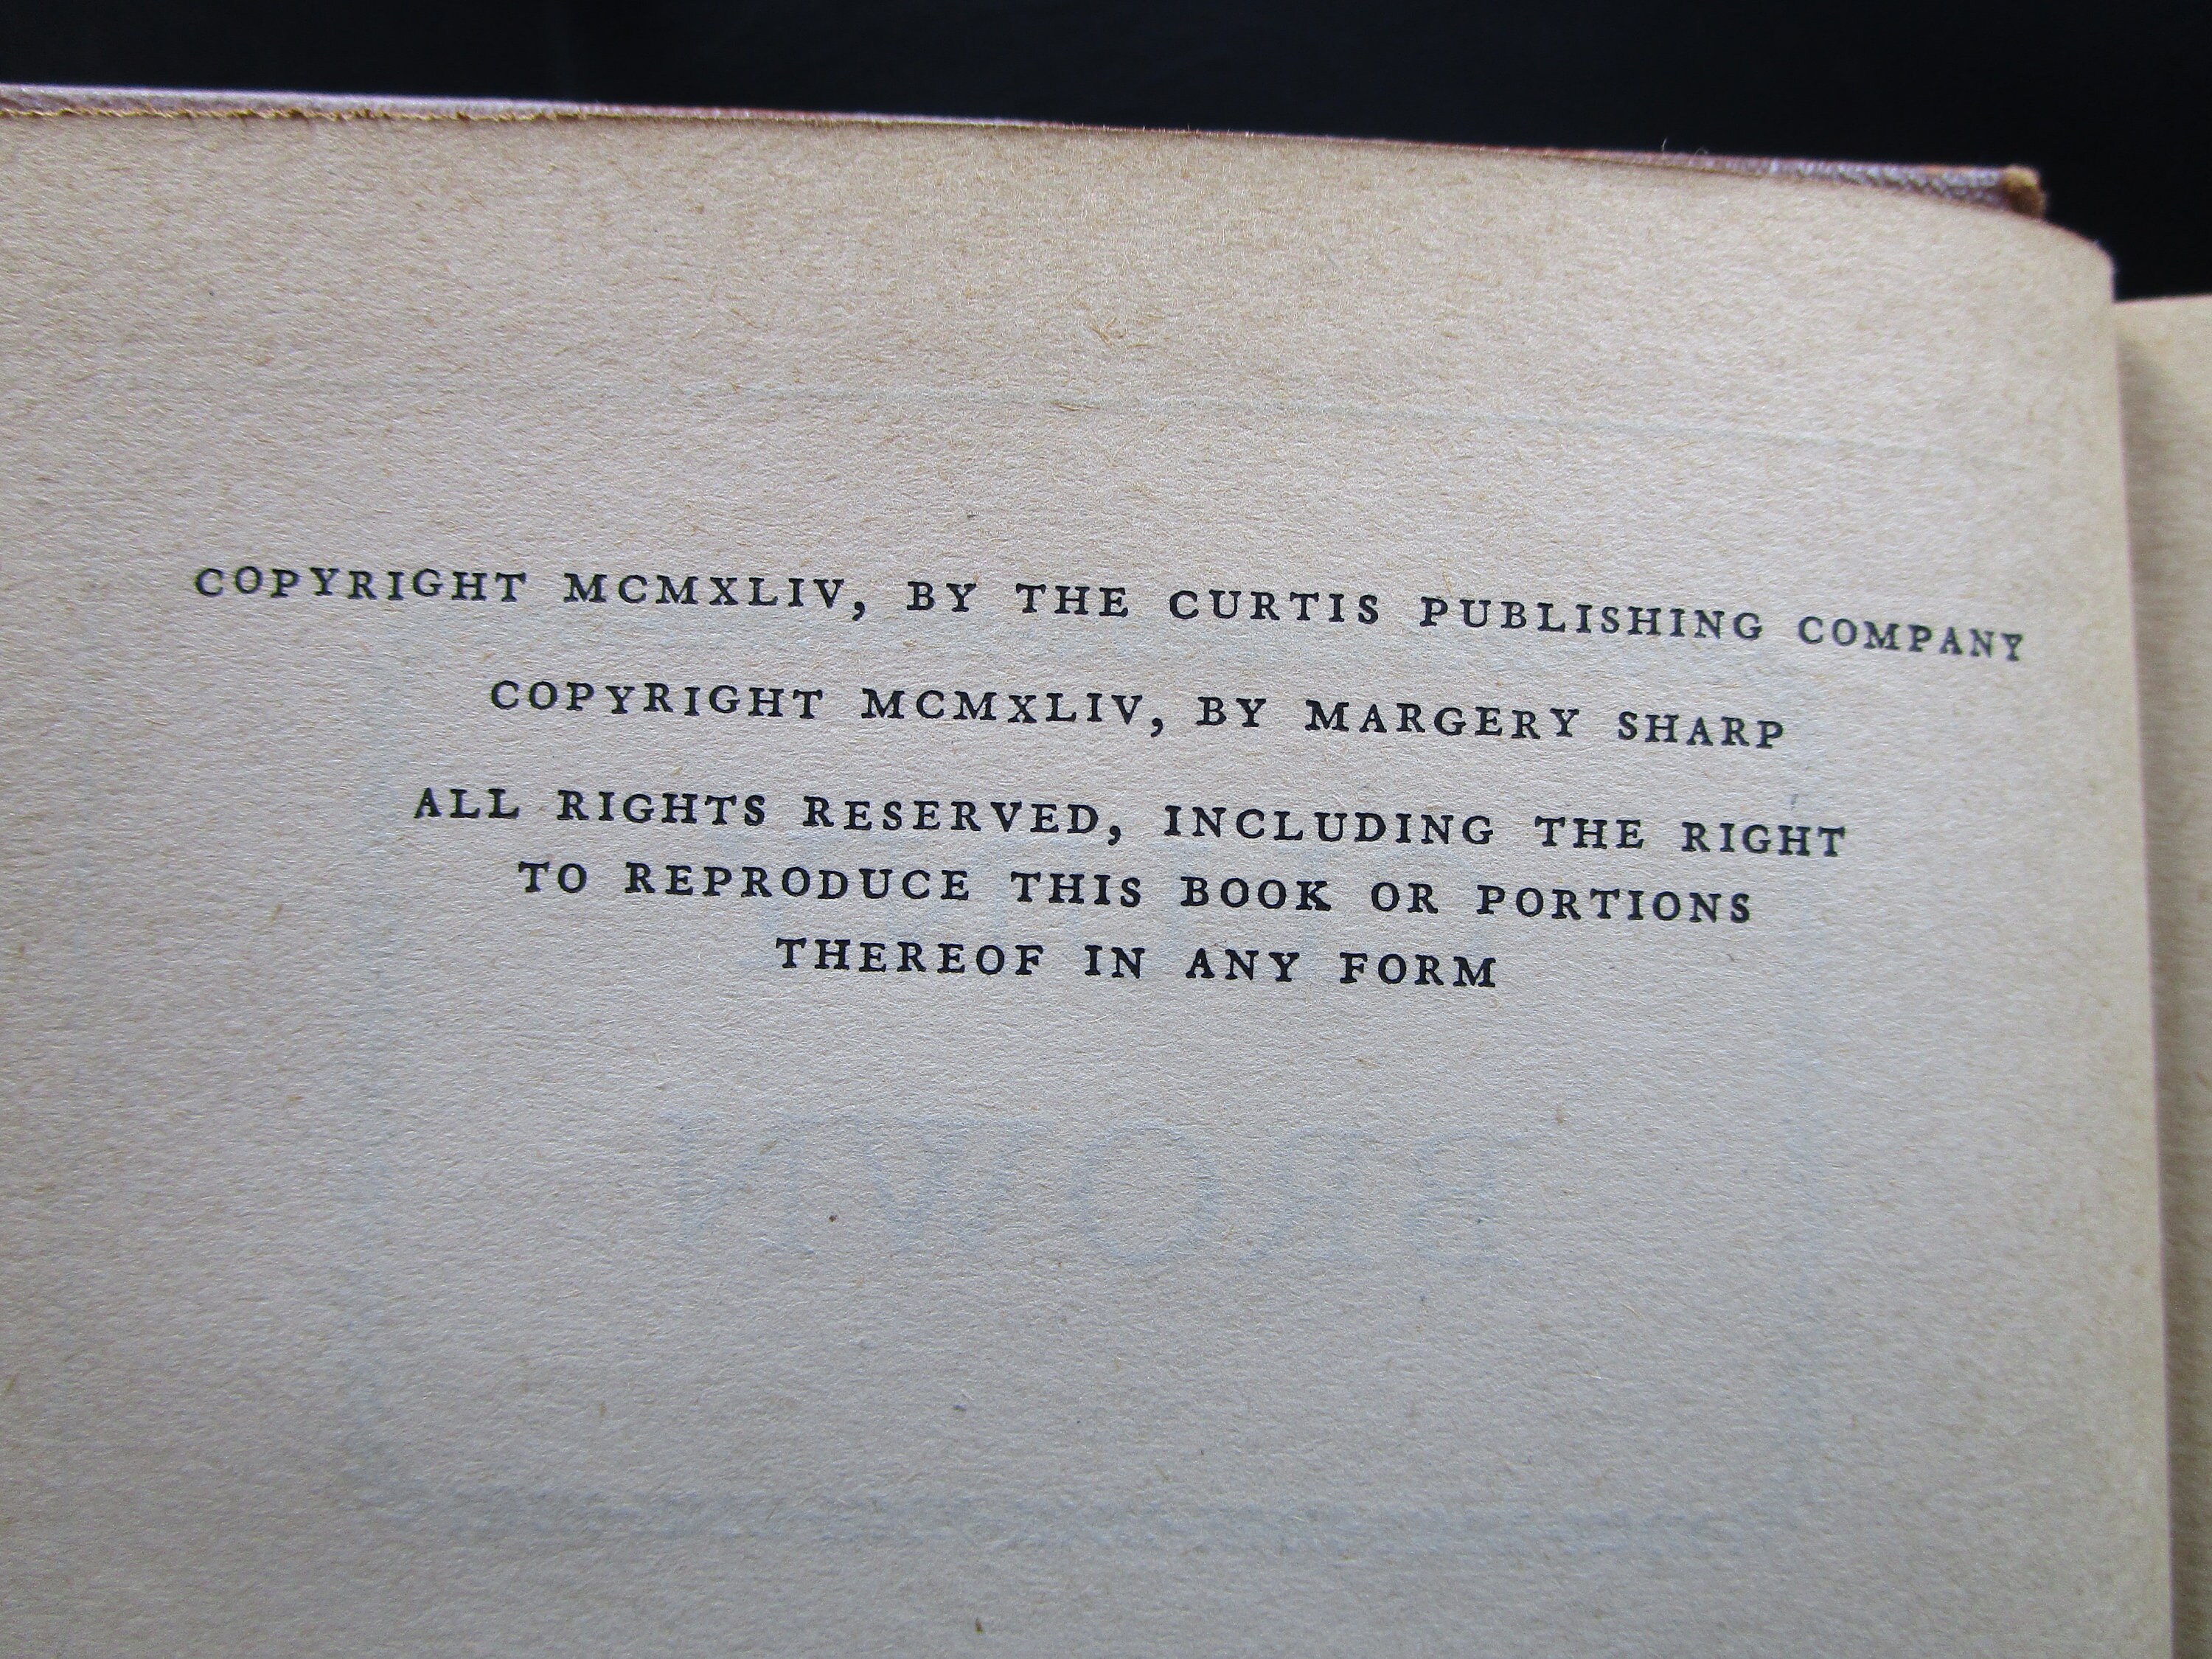 COPYRIGHT MCMXLIV, BY THE CURTIS PUBLISHING COMPANY
COPYRIGHT MCMXLIV, BY MARGERY SHARP
ALL RIGHTS RESERVED, INCLUDING THE RIGHT
TO REPRODUCE THIS BOOK OR PORTIONS
THEREOF IN ANY FORM
BROWN